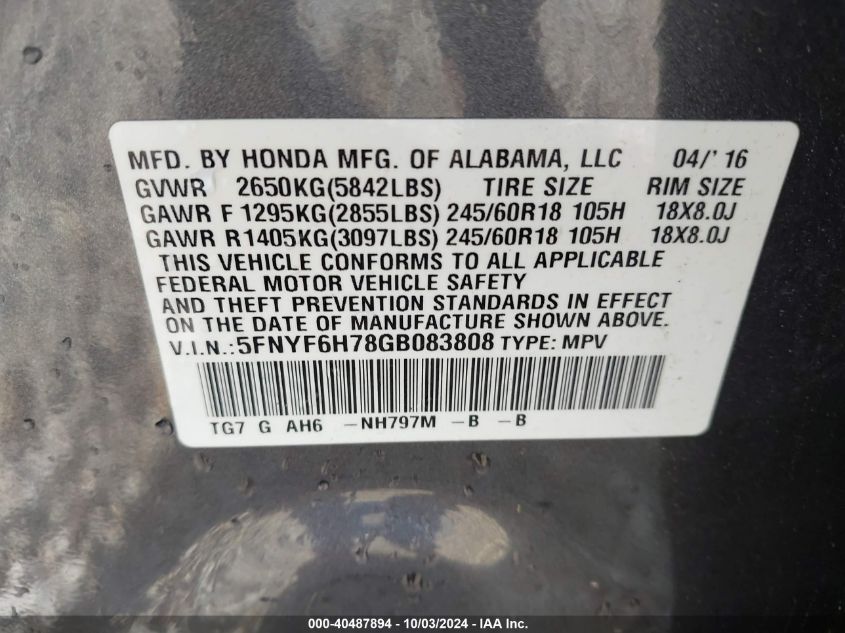 MFD. BY HONDA MFG. OF ALABAMA, LLC 04/'16
GVWR 2650KG(5842LBS) TIRE SIZE RIM SIZE
GAWR F 1295KG(2855LBS) 245/60R18 105H 18X8.0J
GAWR R 1405KG(3097LBS) 245/60R18 105H 18X8.0J
THIS VEHICLE CONFORMS TO ALL APPLICABLE
FEDERAL MOTOR VEHICLE SAFETY
AND THEFT PREVENTION STANDARDS IN EFFECT
ON THE DATE OF MANUFACTURE SHOWN ABOVE.
V.I.N.:5FNYF6H78GB083808 TYPE: MPV
TG7 G AH6 -NH797M -B -B
000-40487894 - 10/03/2024 - IAA Inc.